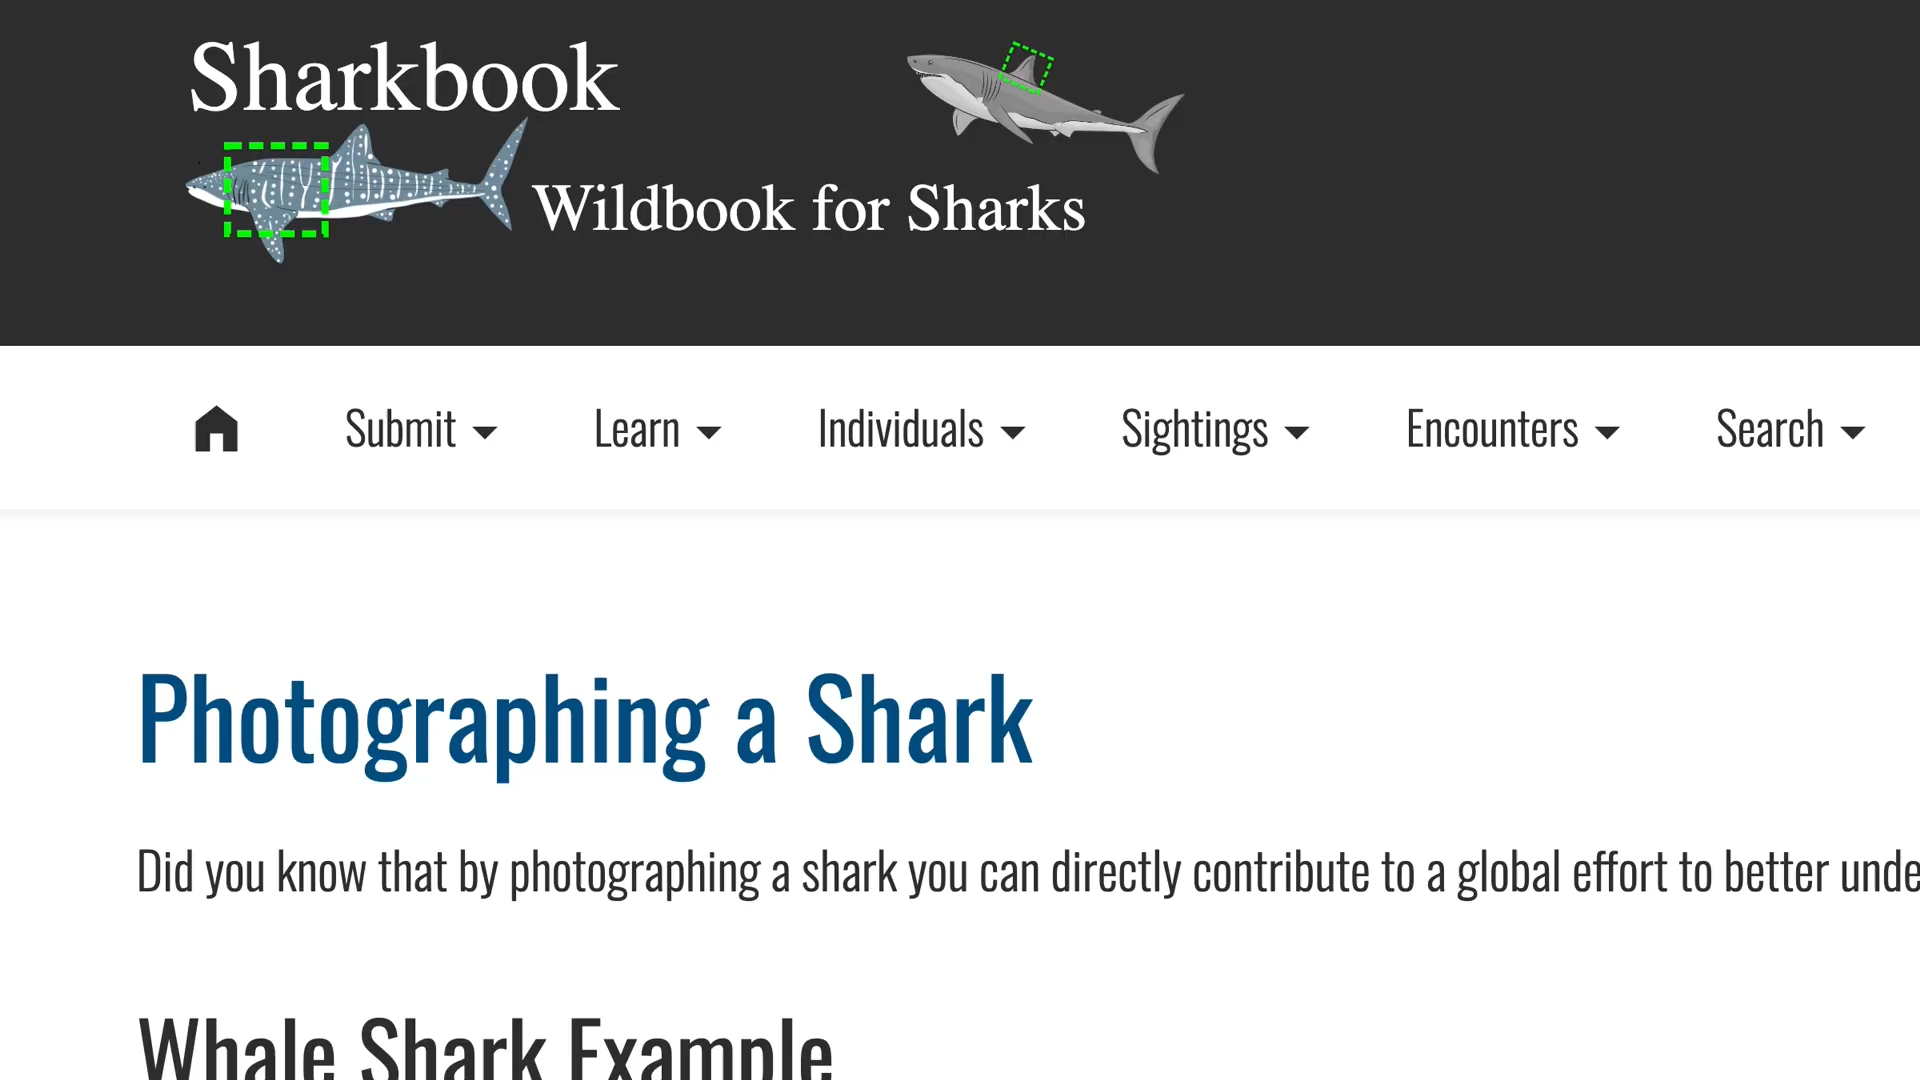 Sharkbook
Wildbook for Sharks
Submit Learn Individuals Sightings Encounters Search
Photographing a Shark
Did you know that by photographing a shark you can directly contribute to a global effort to better unde
Whale Shark Example